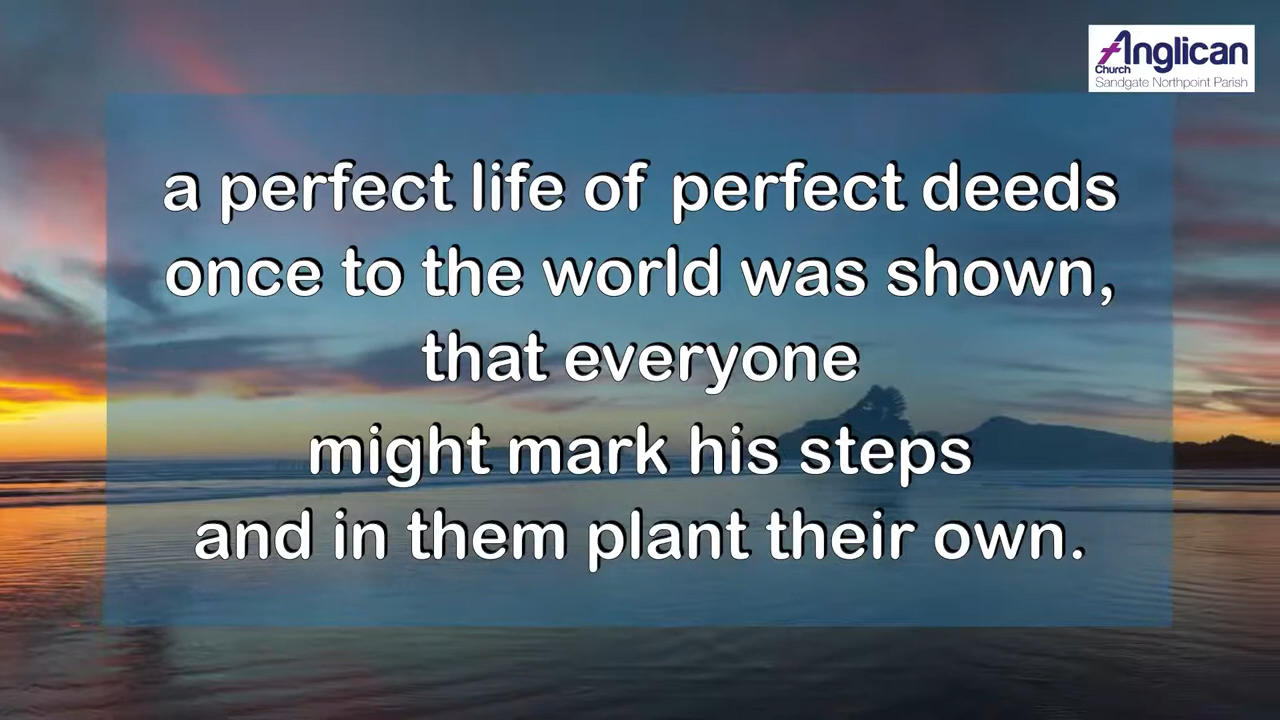 Anglican
Church
Sandgate Northpoint Parish
a perfect life of perfect deeds
once to the world was shown,
that everyone
might mark his steps
and in them plant their own.